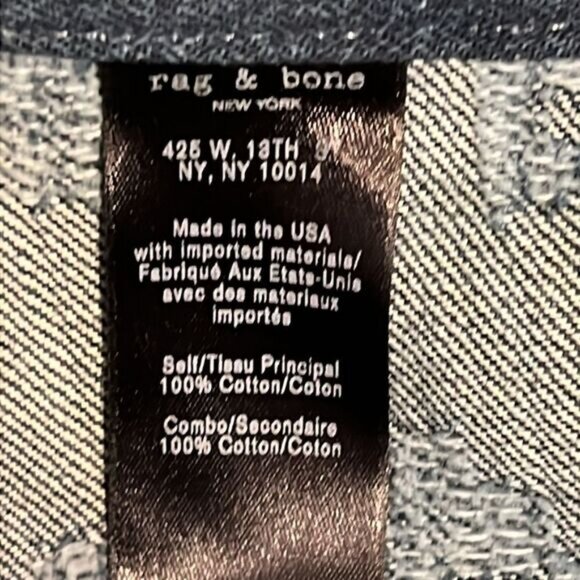 rag & bone
NEW YORK
425 W. 13TH
NY, NY 10014
Made in the USA
with imported materials/
Fabriqué Aux Etats-Unis
avec des materiaux
importés
Self/Tissu Principal
100% Cotton/Coton
Combo/Secondaire
100% Cotton/Coton